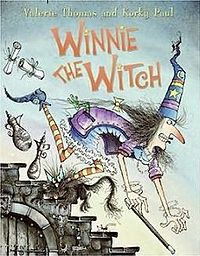 Valerie Thomas and Korky Paul
WINNIE
THE WITCH